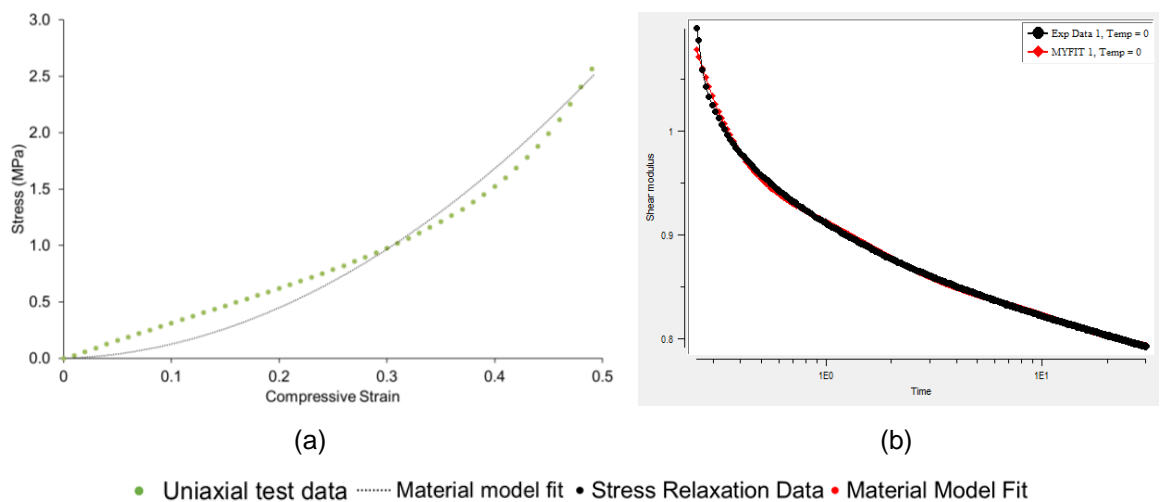 3.0
2.5
2.0
1.5
1.0
0.5
0.0
Stress (MPa)
0
0.1
0.2
0.3
0.4
0.5
Compressive Strain
(a)
Exp Data 1, Temp = 0
MYFIT 1, Temp = 0
1
0.9
0.8
Shear modulus
1E0
1E1
Time
(b)
Uniaxial test data
Material model fit
Stress Relaxation Data
Material Model Fit